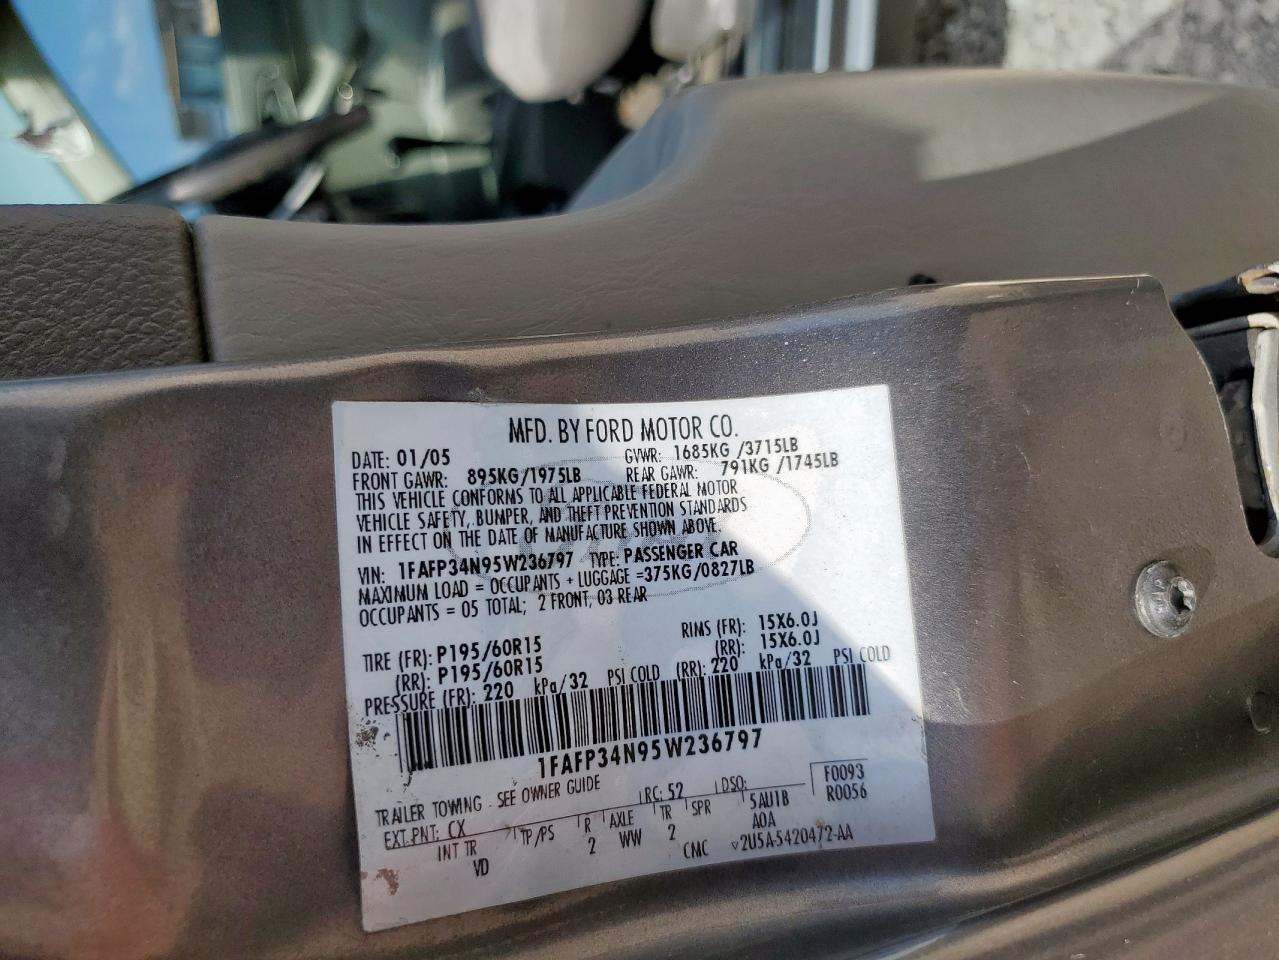 MFD. BY FORD MOTOR CO.
DATE: 01/05 GVWR: 1685KG /3715LB
FRONT GAWR: 895KG/1975LB REAR GAWR: 791KG /1745LB
THIS VEHICLE CONFORMS TO ALL APPLICABLE FEDERAL MOTOR
VEHICLE SAFETY, BUMPER, AND THEFT PREVENTION STANDARDS
IN EFFECT ON THE DATE OF MANUFACTURE SHOWN ABOVE.
VIN: 1FAFP34N95W236797 TYPE: PASSENGER CAR
MAXIMUM LOAD = OCCUPANTS + LUGGAGE =375KG/0827LB
OCCUPANTS = 05 TOTAL; 2 FRONT, 03 REAR
TIRE (FR): P195/60R15 RIMS (FR): 15X6.0J
(RR): P195/60R15 (RR): 15X6.0J
PRESSURE (FR): 220 kPa/32 PSI COLD (RR): 220 kPa/32 PSI COLD
1FAFP34N95W236797
TRAILER TOWING - SEE OWNER GUIDE
EXT PNT: CX RC: 52 DSO: F0093
INT TR TP/PS R AXLE TR SPR 5AU1B R0056
VD 2 WW 2 AOA
CMC ▽2U5A-5420472-AA